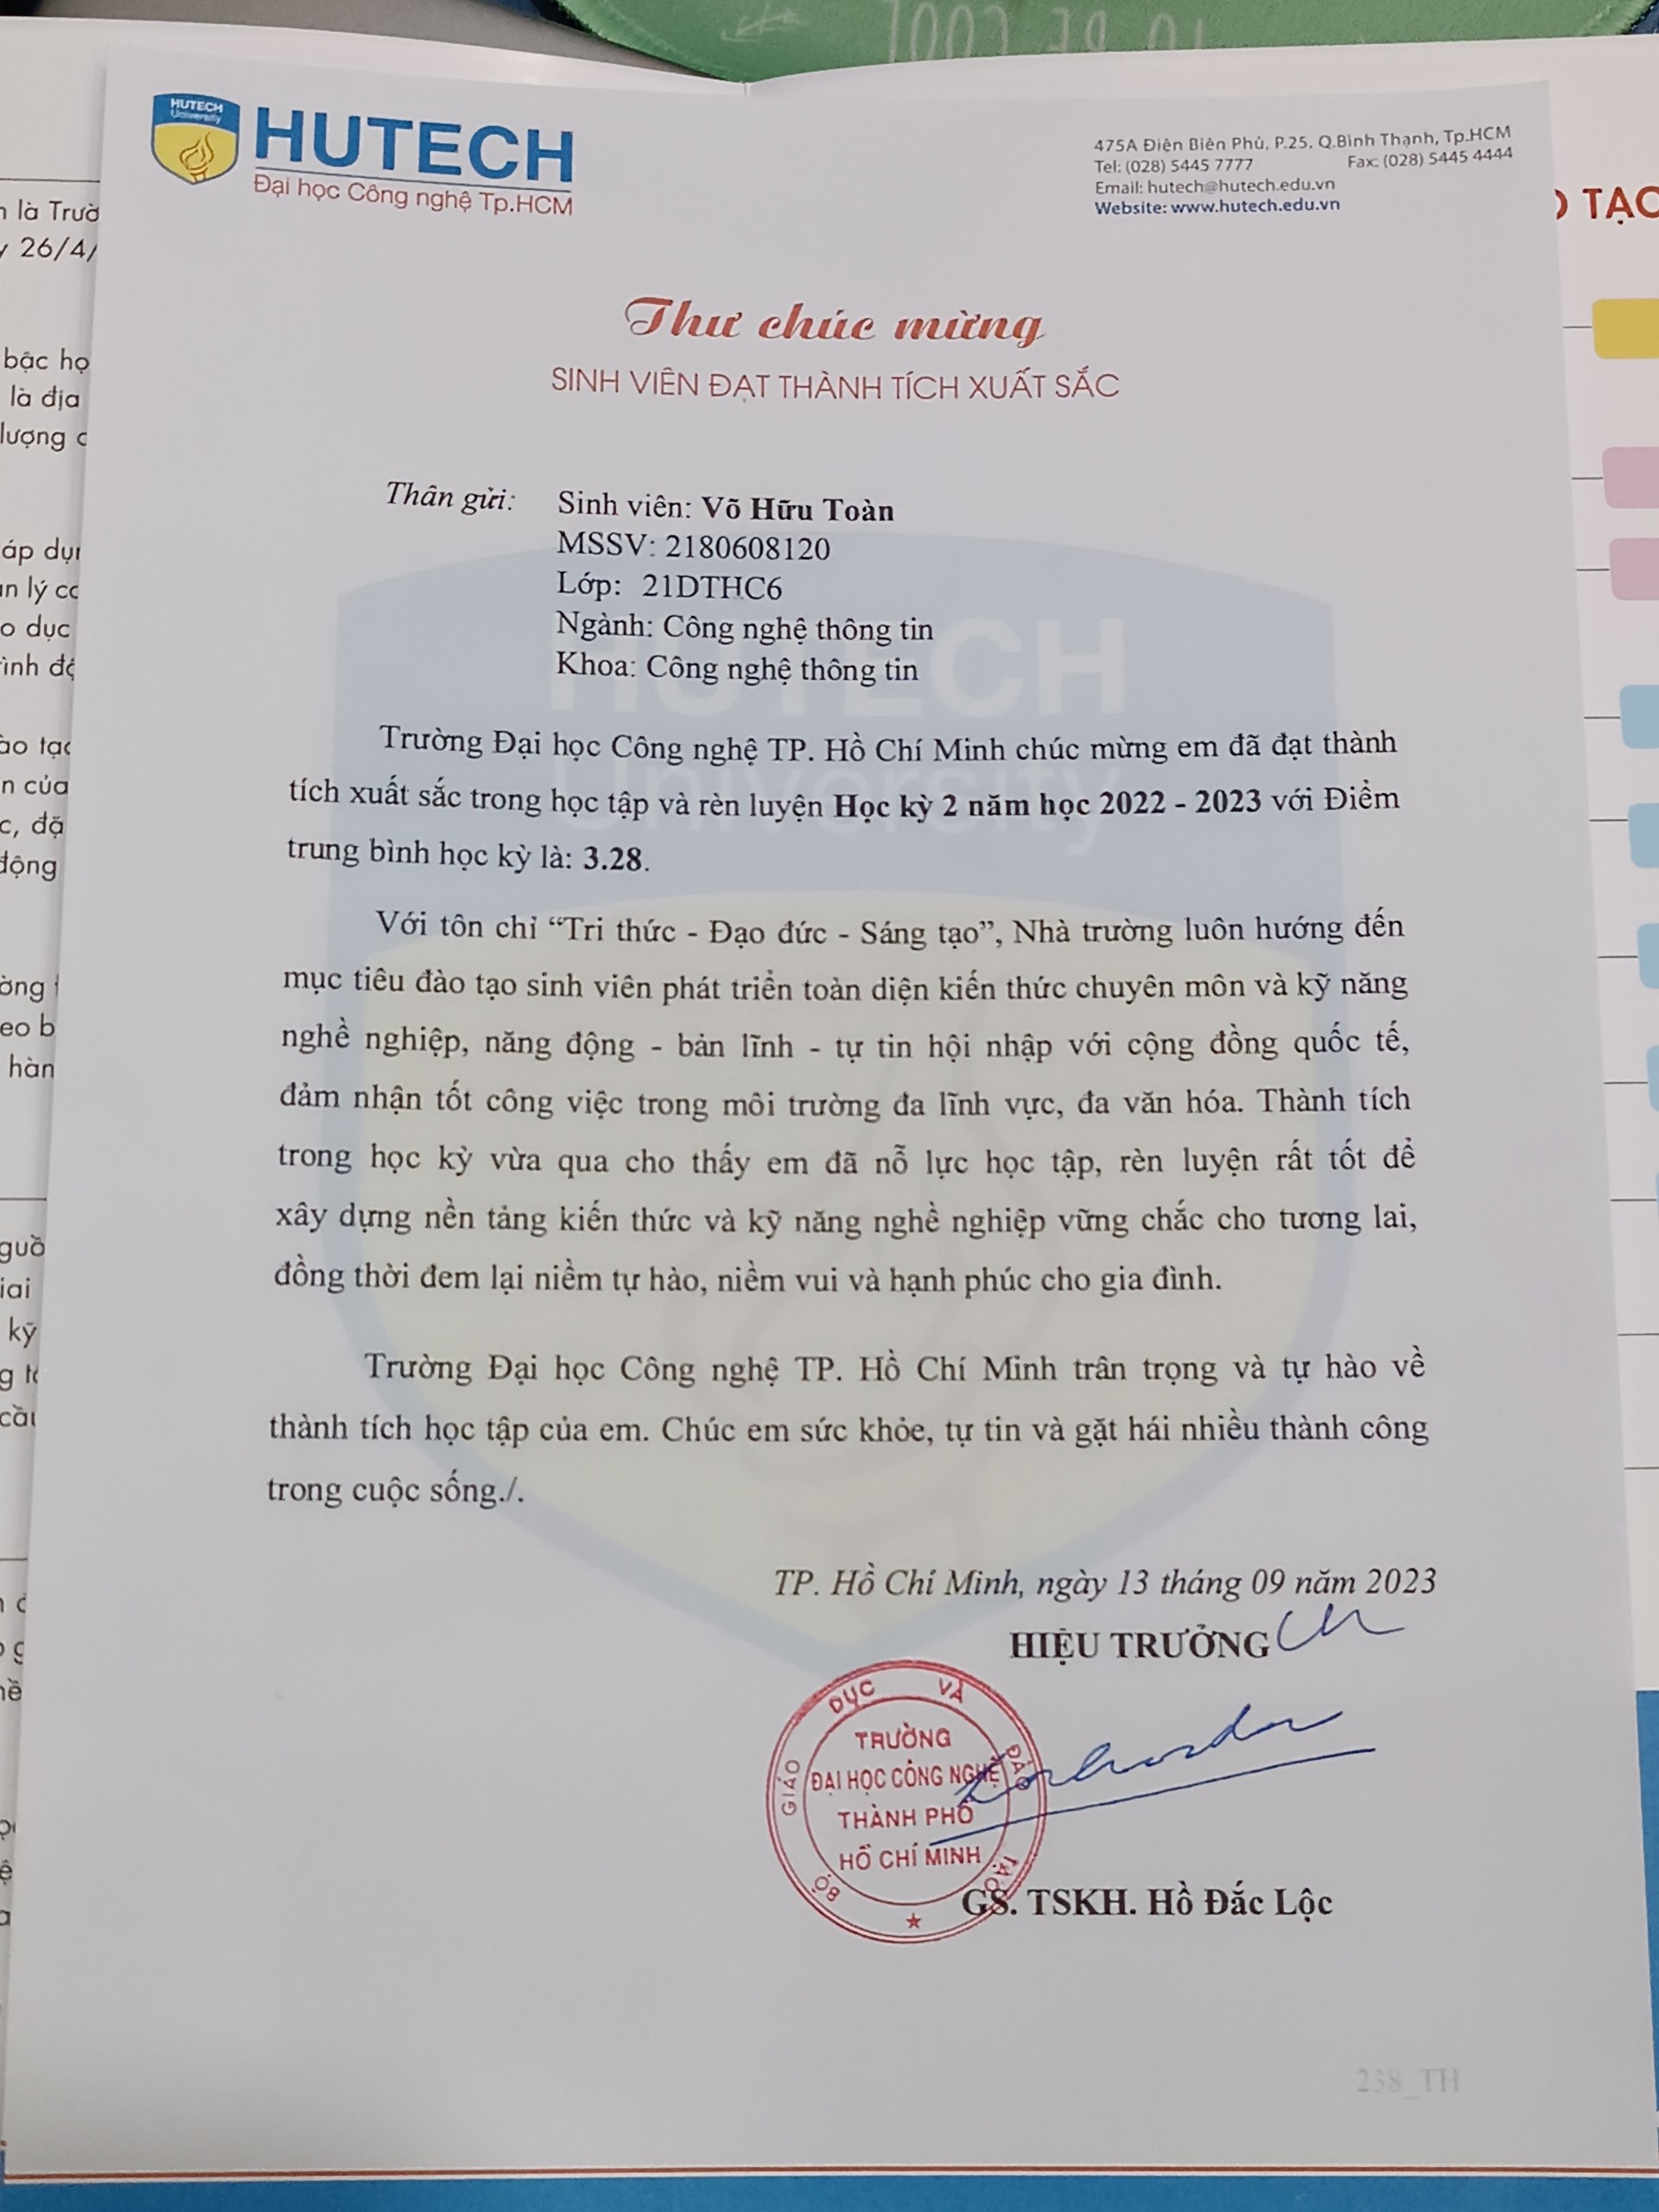 HUTECH
University
HUTECH
Đại học Công nghệ Tp.HCM
475A Điện Biên Phủ, P.25, Q.Bình Thạnh, Tp.HCM
Tel: (028) 5445 7777 Fax: (028) 5445 4444
Email: hutech@hutech.edu.vn
Website: www.hutech.edu.vn
Thư chúc mừng
SINH VIÊN ĐẠT THÀNH TÍCH XUẤT SẮC
Thân gửi: Sinh viên: Võ Hữu Toàn
MSSV: 2180608120
Lớp: 21DTHC6
Ngành: Công nghệ thông tin
Khoa: Công nghệ thông tin
HUTECH
University
Trường Đại học Công nghệ TP. Hồ Chí Minh chúc mừng em đã đạt thành
tích xuất sắc trong học tập và rèn luyện Học kỳ 2 năm học 2022 - 2023 với Điểm
trung bình học kỳ là: 3.28.
Với tôn chỉ “Tri thức - Đạo đức - Sáng tạo”, Nhà trường luôn hướng đến
mục tiêu đào tạo sinh viên phát triển toàn diện kiến thức chuyên môn và kỹ năng
nghề nghiệp, năng động - bản lĩnh - tự tin hội nhập với cộng đồng quốc tế,
đảm nhận tốt công việc trong môi trường đa lĩnh vực, đa văn hóa. Thành tích
trong học kỳ vừa qua cho thấy em đã nỗ lực học tập, rèn luyện rất tốt để
xây dựng nền tảng kiến thức và kỹ năng nghề nghiệp vững chắc cho tương lai,
đồng thời đem lại niềm tự hào, niềm vui và hạnh phúc cho gia đình.
Trường Đại học Công nghệ TP. Hồ Chí Minh trân trọng và tự hào về
thành tích học tập của em. Chúc em sức khỏe, tự tin và gặt hái nhiều thành công
trong cuộc sống./.
TP. Hồ Chí Minh, ngày 13 tháng 09 năm 2023
HIỆU TRƯỞNG
BỘ GIÁO DỤC VÀ ĐÀO TẠO
TRƯỜNG
ĐẠI HỌC CÔNG NGHỆ
THÀNH PHỐ
HỒ CHÍ MINH
GS. TSKH. Hồ Đắc Lộc
238_TH
là Trườ
26/4/
bậc họ
là địa
lượng
TẠO